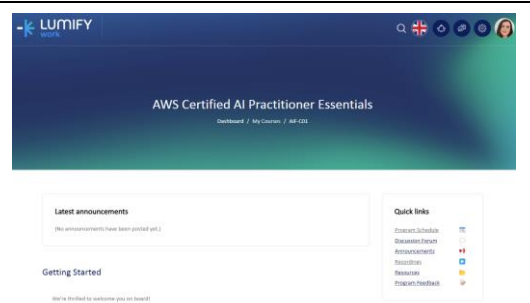 LUMIFY
work
AWS Certified AI Practitioner Essentials
Dashboard / My Courses / AIF-C01
Latest announcements
(No announcements have been posted yet.)
Quick links
Program Schedule
Discussion Forum
Announcements
Recordings
Resources
Program Feedback
Getting Started
We're thrilled to welcome you on board!